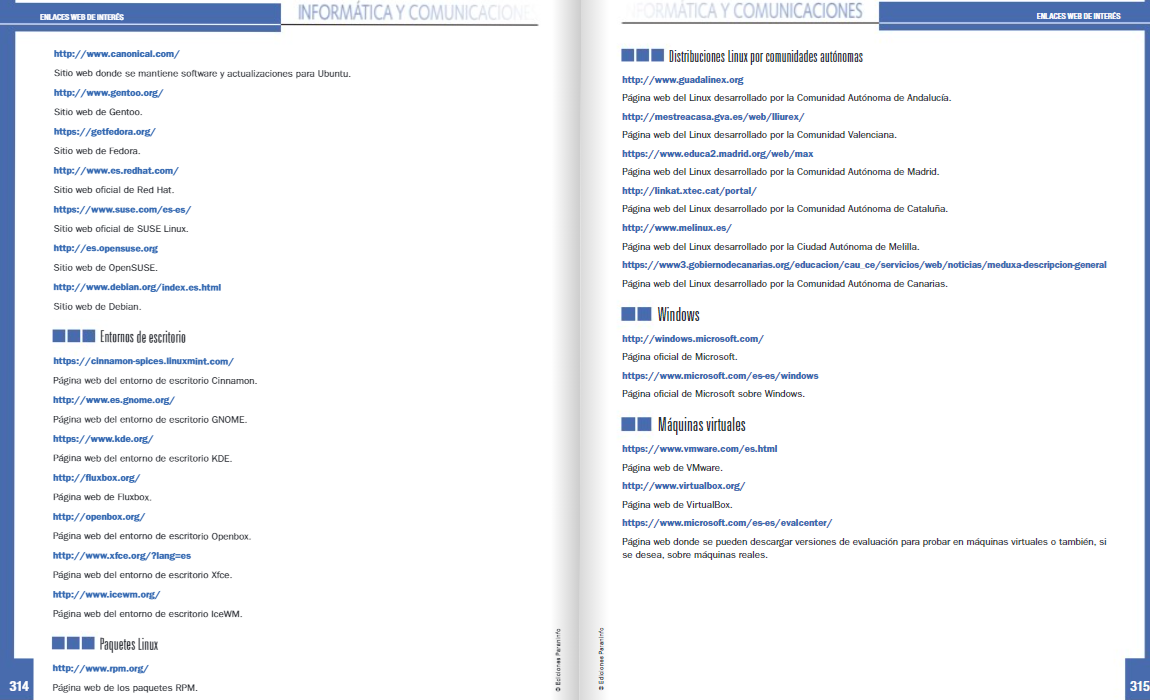 ENLACES WEB DE INTERÉS
INFORMÁTICA Y COMUNICACIONES
http://www.canonical.com/
Sitio web donde se mantiene software y actualizaciones para Ubuntu.
http://www.gentoo.org/
Sitio web de Gentoo.
https://getfedora.org/
Sitio web de Fedora.
http://www.es.redhat.com/
Sitio web oficial de Red Hat.
https://www.suse.com/es-es/
Sitio web oficial de SUSE Linux.
http://es.opensuse.org
Sitio web de OpenSUSE.
http://www.debian.org/index.es.html
Sitio web de Debian.
Entornos de escritorio
https://cinnamon-spices.linuxmint.com/
Página web del entorno de escritorio Cinnamon.
http://www.es.gnome.org/
Página web del entorno de escritorio GNOME.
https://www.kde.org/
Página web del entorno de escritorio KDE.
http://fluxbox.org/
Página web de Fluxbox.
http://openbox.org/
Página web del entorno de escritorio Openbox.
http://www.xfce.org/?lang=es
Página web del entorno de escritorio Xfce.
http://www.icewm.org/
Página web del entorno de escritorio IceWM.
Paquetes Linux
http://www.rpm.org/
Página web de los paquetes RPM.
314
© Ediciones Paraninfo
INFORMÁTICA Y COMUNICACIONES
ENLACES WEB DE INTERÉS
Distribuciones Linux por comunidades autónomas
http://www.guadalinex.org
Página web del Linux desarrollado por la Comunidad Autónoma de Andalucía.
http://mestreacasa.gva.es/web/lliurex/
Página web del Linux desarrollado por la Comunidad Valenciana.
https://www.educa2.madrid.org/web/max
Página web del Linux desarrollado por la Comunidad Autónoma de Madrid.
http://linkat.xtec.cat/portal/
Página web del Linux desarrollado por la Comunidad Autónoma de Cataluña.
http://www.melinux.es/
Página web del Linux desarrollado por la Ciudad Autónoma de Melilla.
https://www3.gobiernodecanarias.org/educacion/cau_ce/servicios/web/noticias/meduxa-descripcion-general
Página web del Linux desarrollado por la Comunidad Autónoma de Canarias.
Windows
http://windows.microsoft.com/
Página oficial de Microsoft.
https://www.microsoft.com/es-es/windows
Página oficial de Microsoft sobre Windows.
Máquinas virtuales
https://www.vmware.com/es.html
Página web de VMware.
http://www.virtualbox.org/
Página web de VirtualBox.
https://www.microsoft.com/es-es/evalcenter/
Página web donde se pueden descargar versiones de evaluación para probar en máquinas virtuales o también, si
se desea, sobre máquinas reales.
© Ediciones Paraninfo
315